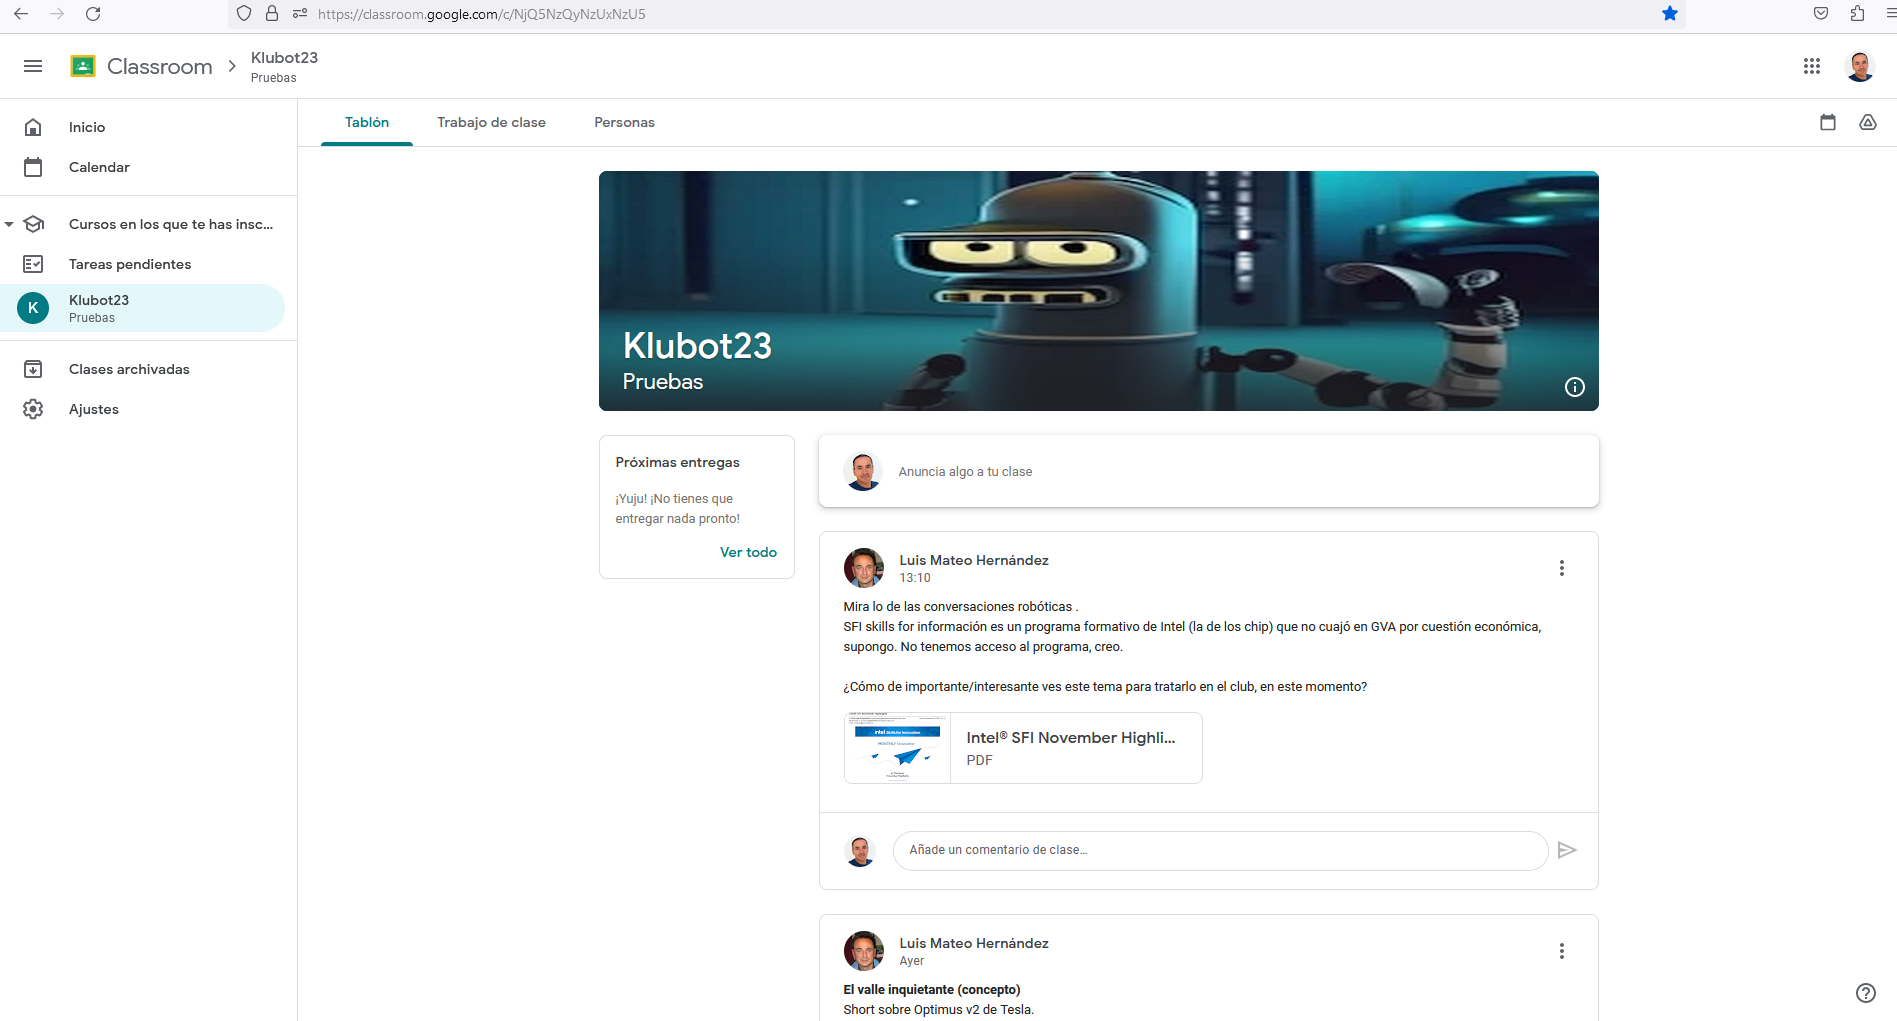 https://classroom.google.com/c/NjQ5NzQyNzUxNzU5
Classroom
Klubot23
Pruebas
Inicio
Calendar
Cursos en los que te has insc...
Tareas pendientes
K
Klubot23
Pruebas
Clases archivadas
Ajustes
Tablón
Trabajo de clase
Personas
Klubot23
Pruebas
Próximas entregas
¡Yuju! ¡No tienes que
entregar nada pronto!
Ver todo
Anuncia algo a tu clase
Luis Mateo Hernández
13:10
Mira lo de las conversaciones robóticas .
SFI skills for información es un programa formativo de Intel (la de los chip) que no cuajó en GVA por cuestión económica,
supongo. No tenemos acceso al programa, creo.
¿Cómo de importante/interesante ves este tema para tratarlo en el club, en este momento?
Intel® SFI November Highli...
PDF
Añade un comentario de clase...
Luis Mateo Hernández
Ayer
El valle inquietante (concepto)
Short sobre Optimus v2 de Tesla.